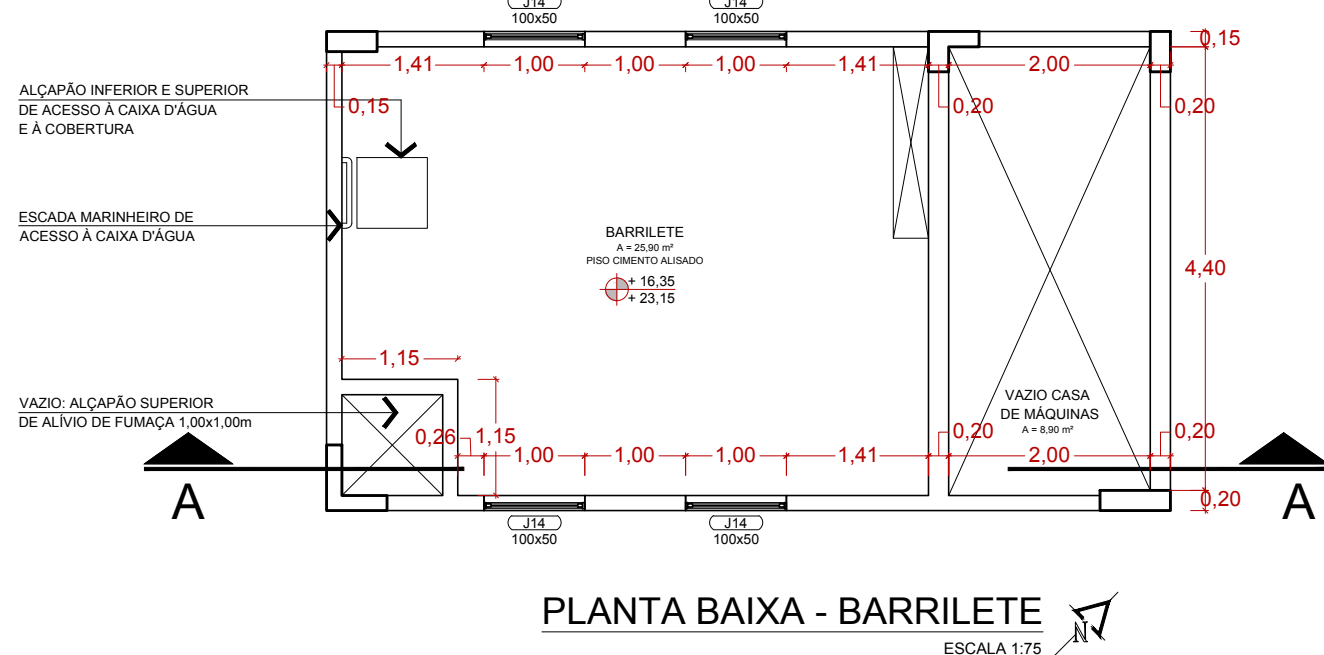 J14
100x50
J14
100x50
0,15
1,41
1,00
1,00
1,00
1,41
2,00
ALÇAPÃO INFERIOR E SUPERIOR
DE ACESSO À CAIXA D'ÁGUA
E À COBERTURA
0,15
0,20
0,20
ESCADA MARINHEIRO DE
ACESSO À CAIXA D'ÁGUA
BARRILETE
A = 25,90 m²
PISO CIMENTO ALISADO
+ 16,35
+ 23,15
4,40
1,15
VAZIO: ALÇAPÃO SUPERIOR
DE ALÍVIO DE FUMAÇA 1,00x1,00m
VAZIO CASA
DE MÁQUINAS
A = 8,90 m²
0,26
1,15
0,20
0,20
1,00
1,00
1,00
1,41
2,00
A
A
0,20
J14
100x50
J14
100x50
PLANTA BAIXA - BARRILETE
N
ESCALA 1:75